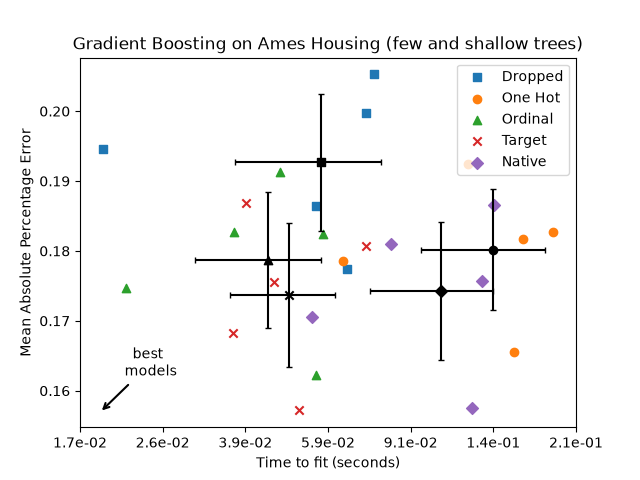 Gradient Boosting on Ames Housing (few and shallow trees)
Dropped
One Hot
Ordinal
Target
Native
0.20
0.19
0.18
0.17
0.16
Mean Absolute Percentage Error
best
models
1.7e-02 2.6e-02 3.9e-02 5.9e-02 9.1e-02 1.4e-01 2.1e-01
Time to fit (seconds)